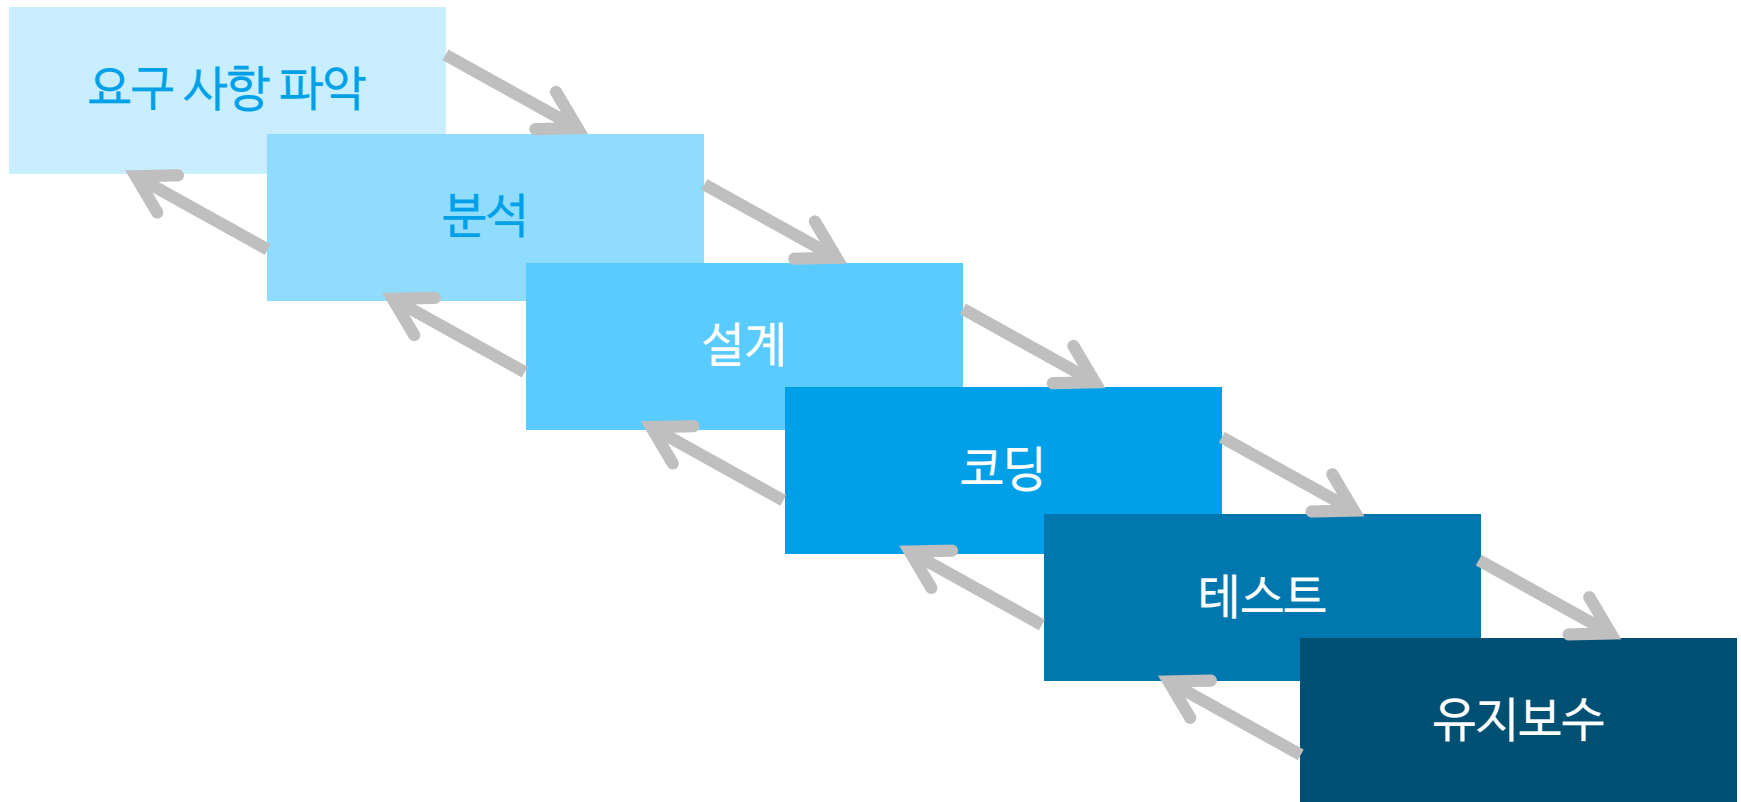 요구 사항 파악
분석
설계
코딩
테스트
유지보수